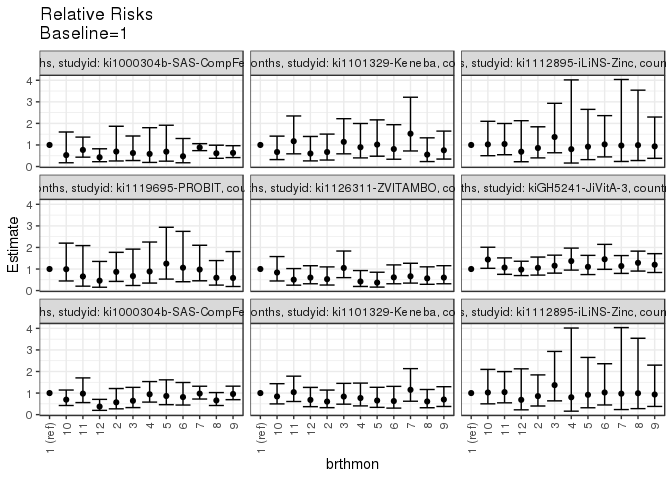 Relative Risks
Baseline=1
hs, studyid: ki1000304b-SAS-CompFe
onths, studyid: ki1101329-Keneba, co
s, studyid: ki1112895-iLiNS-Zinc, coun
4
3
2
1
0
onths, studyid: ki1119695-PROBIT, cou
onths, studyid: ki1126311-ZVITAMBO, co
ths, studyid: kiGH5241-JiVitA-3, countr
4
3
2
1
0
hs, studyid: ki1000304b-SAS-CompFe
onths, studyid: ki1101329-Keneba, co
s, studyid: ki1112895-iLiNS-Zinc, coun
4
3
2
1
0
Estimate
1 (ref) 10 11 12 2 3 4 5 6 7 8 9
1 (ref) 10 11 12 2 3 4 5 6 7 8 9
1 (ref) 10 11 12 2 3 4 5 6 7 8 9
brthmon